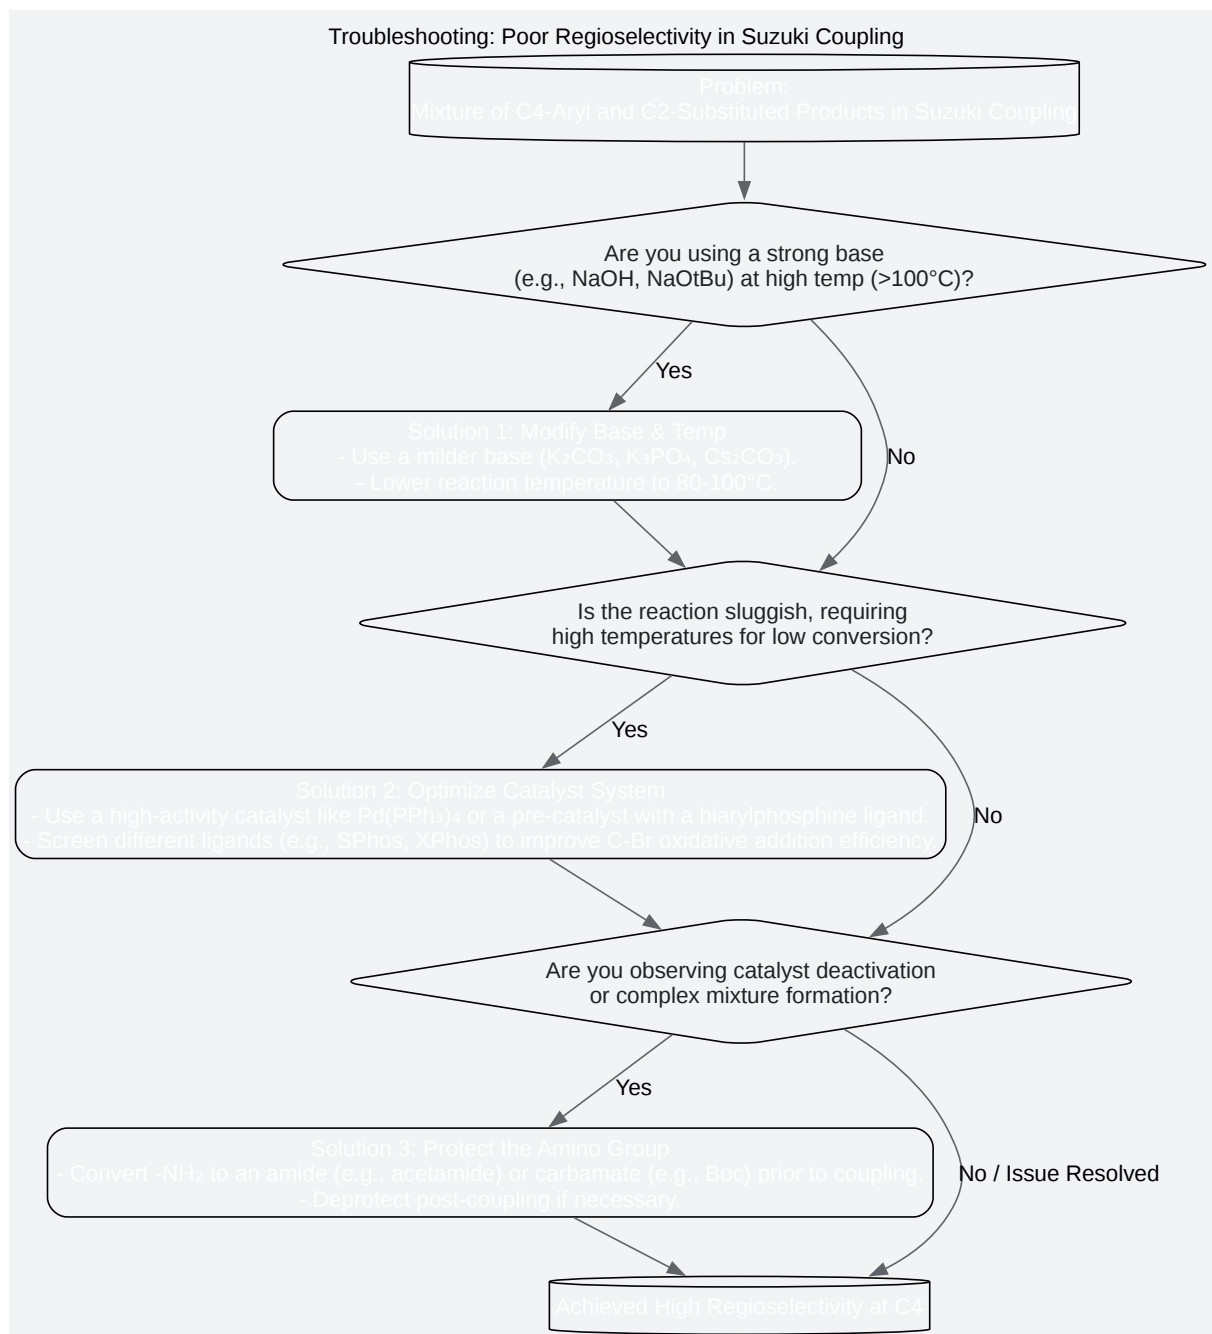 Troubleshooting: Poor Regioselectivity in Suzuki Coupling
Problem:
Mixture of C4-Aryl and C2-Substituted Products in Suzuki Coupling
Are you using a strong base
(e.g., NaOH, NaOtBu) at high temp (>100°C)?
Yes
No
Solution 1: Modify Base & Temp
- Use a milder base (K₂CO₃, K₃PO₄, Cs₂CO₃).
- Lower reaction temperature to 80-100°C.
Is the reaction sluggish, requiring
high temperatures for low conversion?
Yes
No
Solution 2: Optimize Catalyst System
- Use a high-activity catalyst like Pd(PPh₃)₄ or a pre-catalyst with a biarylphosphine ligand.
- Screen different ligands (e.g., SPhos, XPhos) to improve C-Br oxidative addition efficiency.
Are you observing catalyst deactivation
or complex mixture formation?
Yes
No / Issue Resolved
Solution 3: Protect the Amino Group
- Convert -NH₂ to an amide (e.g., acetamide) or carbamate (e.g., Boc) prior to coupling.
- Deprotect post-coupling if necessary.
Achieved High Regioselectivity at C4